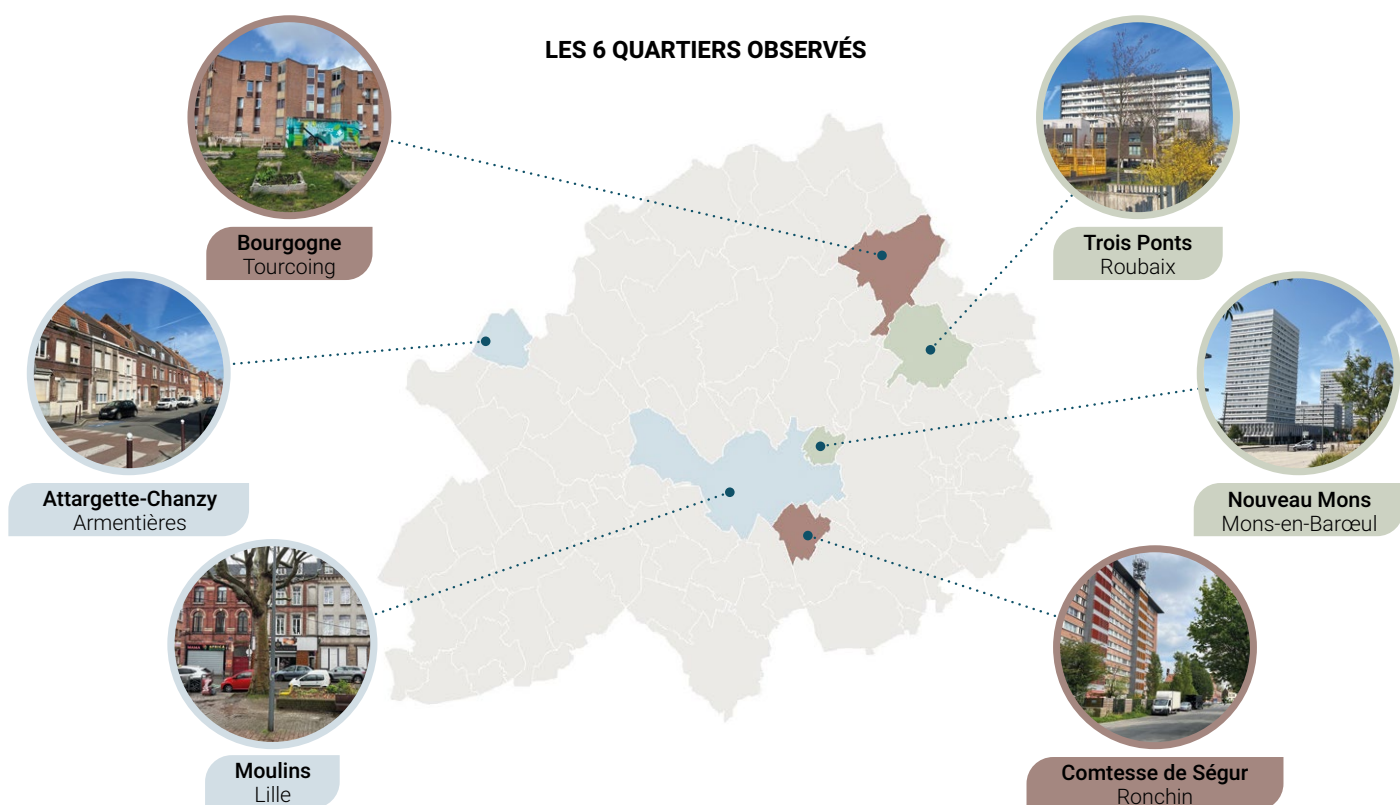 LES 6 QUARTIERS OBSERVÉS
Bourgogne
Tourcoing
Trois Ponts
Roubaix
Attargette-Chanzy
Armentières
Nouveau Mons
Mons-en-Barœul
Moulins
Lille
Comtesse de Ségur
Ronchin